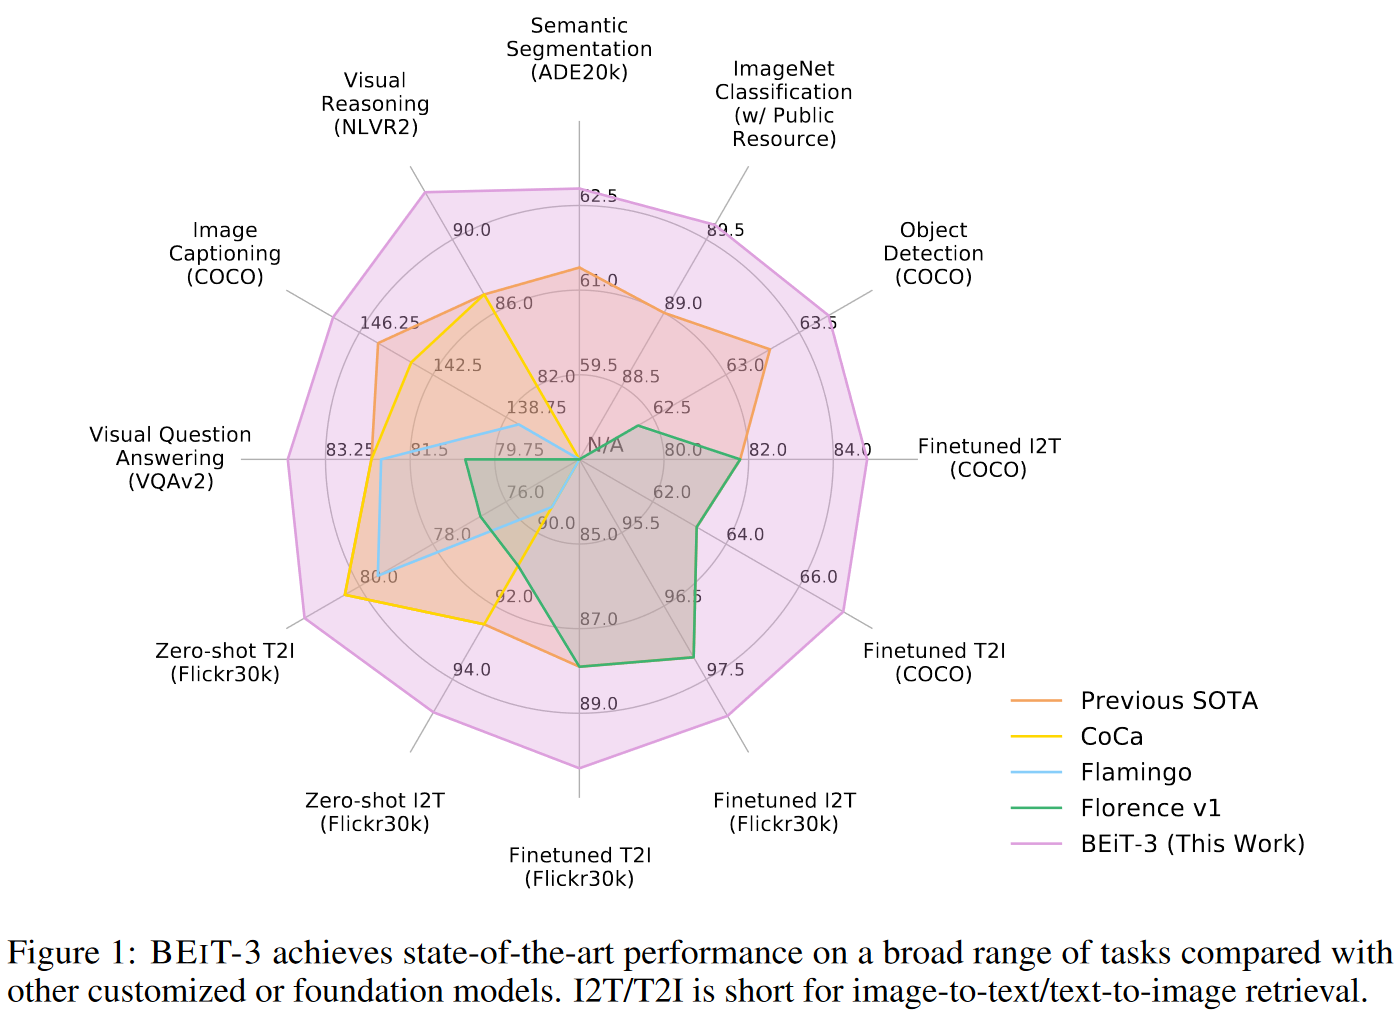 Semantic
Segmentation
(ADE20k)
ImageNet
Classification
(w/ Public
Resource)
Visual
Reasoning
(NLVR2)
Object
Detection
(COCO)
Image
Captioning
(COCO)
Visual Question
Answering
(VQAv2)
Finetuned I2T
(COCO)
Zero-shot T2I
(Flickr30k)
Finetuned T2I
(COCO)
Zero-shot I2T
(Flickr30k)
Finetuned I2T
(Flickr30k)
Finetuned T2I
(Flickr30k)
62.5
61.0
59.5
89.5
89.0
88.5
63.5
63.0
62.5
84.0
82.0
80.0
N/A
66.0
64.0
62.0
97.5
96.5
95.5
89.0
87.0
85.0
94.0
92.0
90.0
80.0
78.0
76.0
83.25
81.5
79.75
146.25
142.5
138.75
90.0
86.0
82.0
Previous SOTA
CoCa
Flamingo
Florence v1
BEiT-3 (This Work)
Figure 1: BEIT-3 achieves state-of-the-art performance on a broad range of tasks compared with
other customized or foundation models. I2T/T2I is short for image-to-text/text-to-image retrieval.